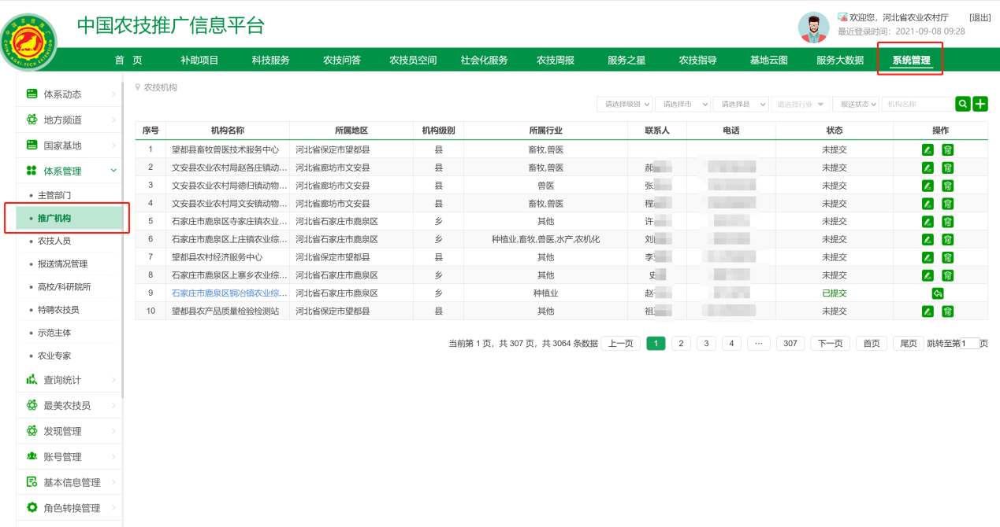 中国农技推广信息平台
欢迎您，河北省农业农村厅 [退出]
最近登录时间：2021-09-08 09:28
首 页 补助项目 科技服务 农技问答 农技员空间 社会化服务 农技周报 服务之星 农技指导 基地云图 服务大数据 系统管理
体系动态
地方频道
国家基地
体系管理
主管部门
推广机构
农技人员
报送情况管理
高校/科研院所
特聘农技员
示范主体
农业专家
查询统计
最美农技员
发现管理
账号管理
基本信息管理
角色转换管理
农技机构
请选择级别 请选择市 请选择县 请选择行业 报送状态 机构名称
序号 机构名称 所属地区 机构级别 所属行业 联系人 电话 状态 操作
1 望都县畜牧兽医技术服务中心 河北省保定市望都县 县 畜牧,兽医 未提交
2 文安县农业农村局赵各庄镇动... 河北省廊坊市文安县 县 畜牧,兽医 郝 未提交
3 文安县农业农村局德归镇动物... 河北省廊坊市文安县 县 兽医 张 未提交
4 文安县农业农村局文安镇动物... 河北省廊坊市文安县 县 畜牧,兽医 程 未提交
5 石家庄市鹿泉区寺家庄镇农业... 河北省石家庄市鹿泉区 乡 其他 许 未提交
6 石家庄市鹿泉区上庄镇农业综... 河北省石家庄市鹿泉区 乡 种植业,畜牧,兽医,水产,农机化 刘 未提交
7 望都县农村经济服务中心 河北省保定市望都县 县 其他 李 未提交
8 石家庄市鹿泉区上寨乡农业综... 河北省石家庄市鹿泉区 乡 其他 史 未提交
9 石家庄市鹿泉区铜冶镇农业综... 河北省石家庄市鹿泉区 乡 种植业 赵 已提交
10 望都县农产品质量检验检测站 河北省保定市望都县 县 其他 祖 未提交
当前第 1 页，共 307 页，共 3064 条数据 上一页 1 2 3 4 ... 307 下一页 首页 尾页 跳转至第1页